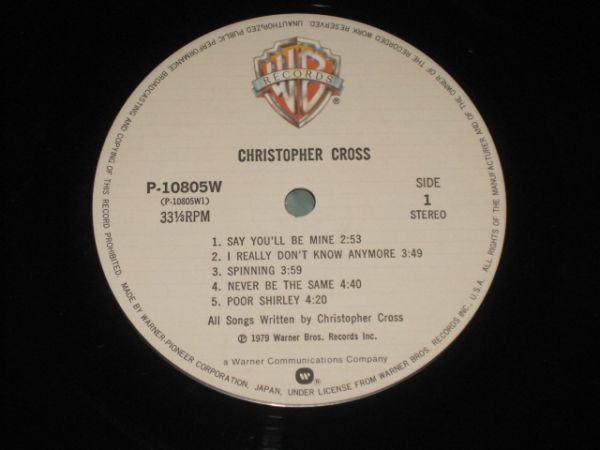 WB
RECORDS
®
CHRISTOPHER CROSS
P-10805W
(P-10805W1)
33⅓RPM
SIDE
1
STEREO
1. SAY YOU'LL BE MINE 2:53
2. I REALLY DON'T KNOW ANYMORE 3:49
3. SPINNING 3:59
4. NEVER BE THE SAME 4:40
5. POOR SHIRLEY 4:20
All Songs Written by Christopher Cross
℗ 1979 Warner Bros. Records Inc.
a Warner Communications Company
W ®
MADE BY WARNER-PIONEER CORPORATION, JAPAN, UNDER LICENSE FROM WARNER BROS. RECORDS INC., U.S.A. ALL RIGHTS OF THE MANUFACTURER AND OF THE OWNER OF THE RECORDED WORK RESERVED. UNAUTHORIZED PUBLIC PERFORMANCE BROADCASTING AND COPYING OF THIS RECORD PROHIBITED.